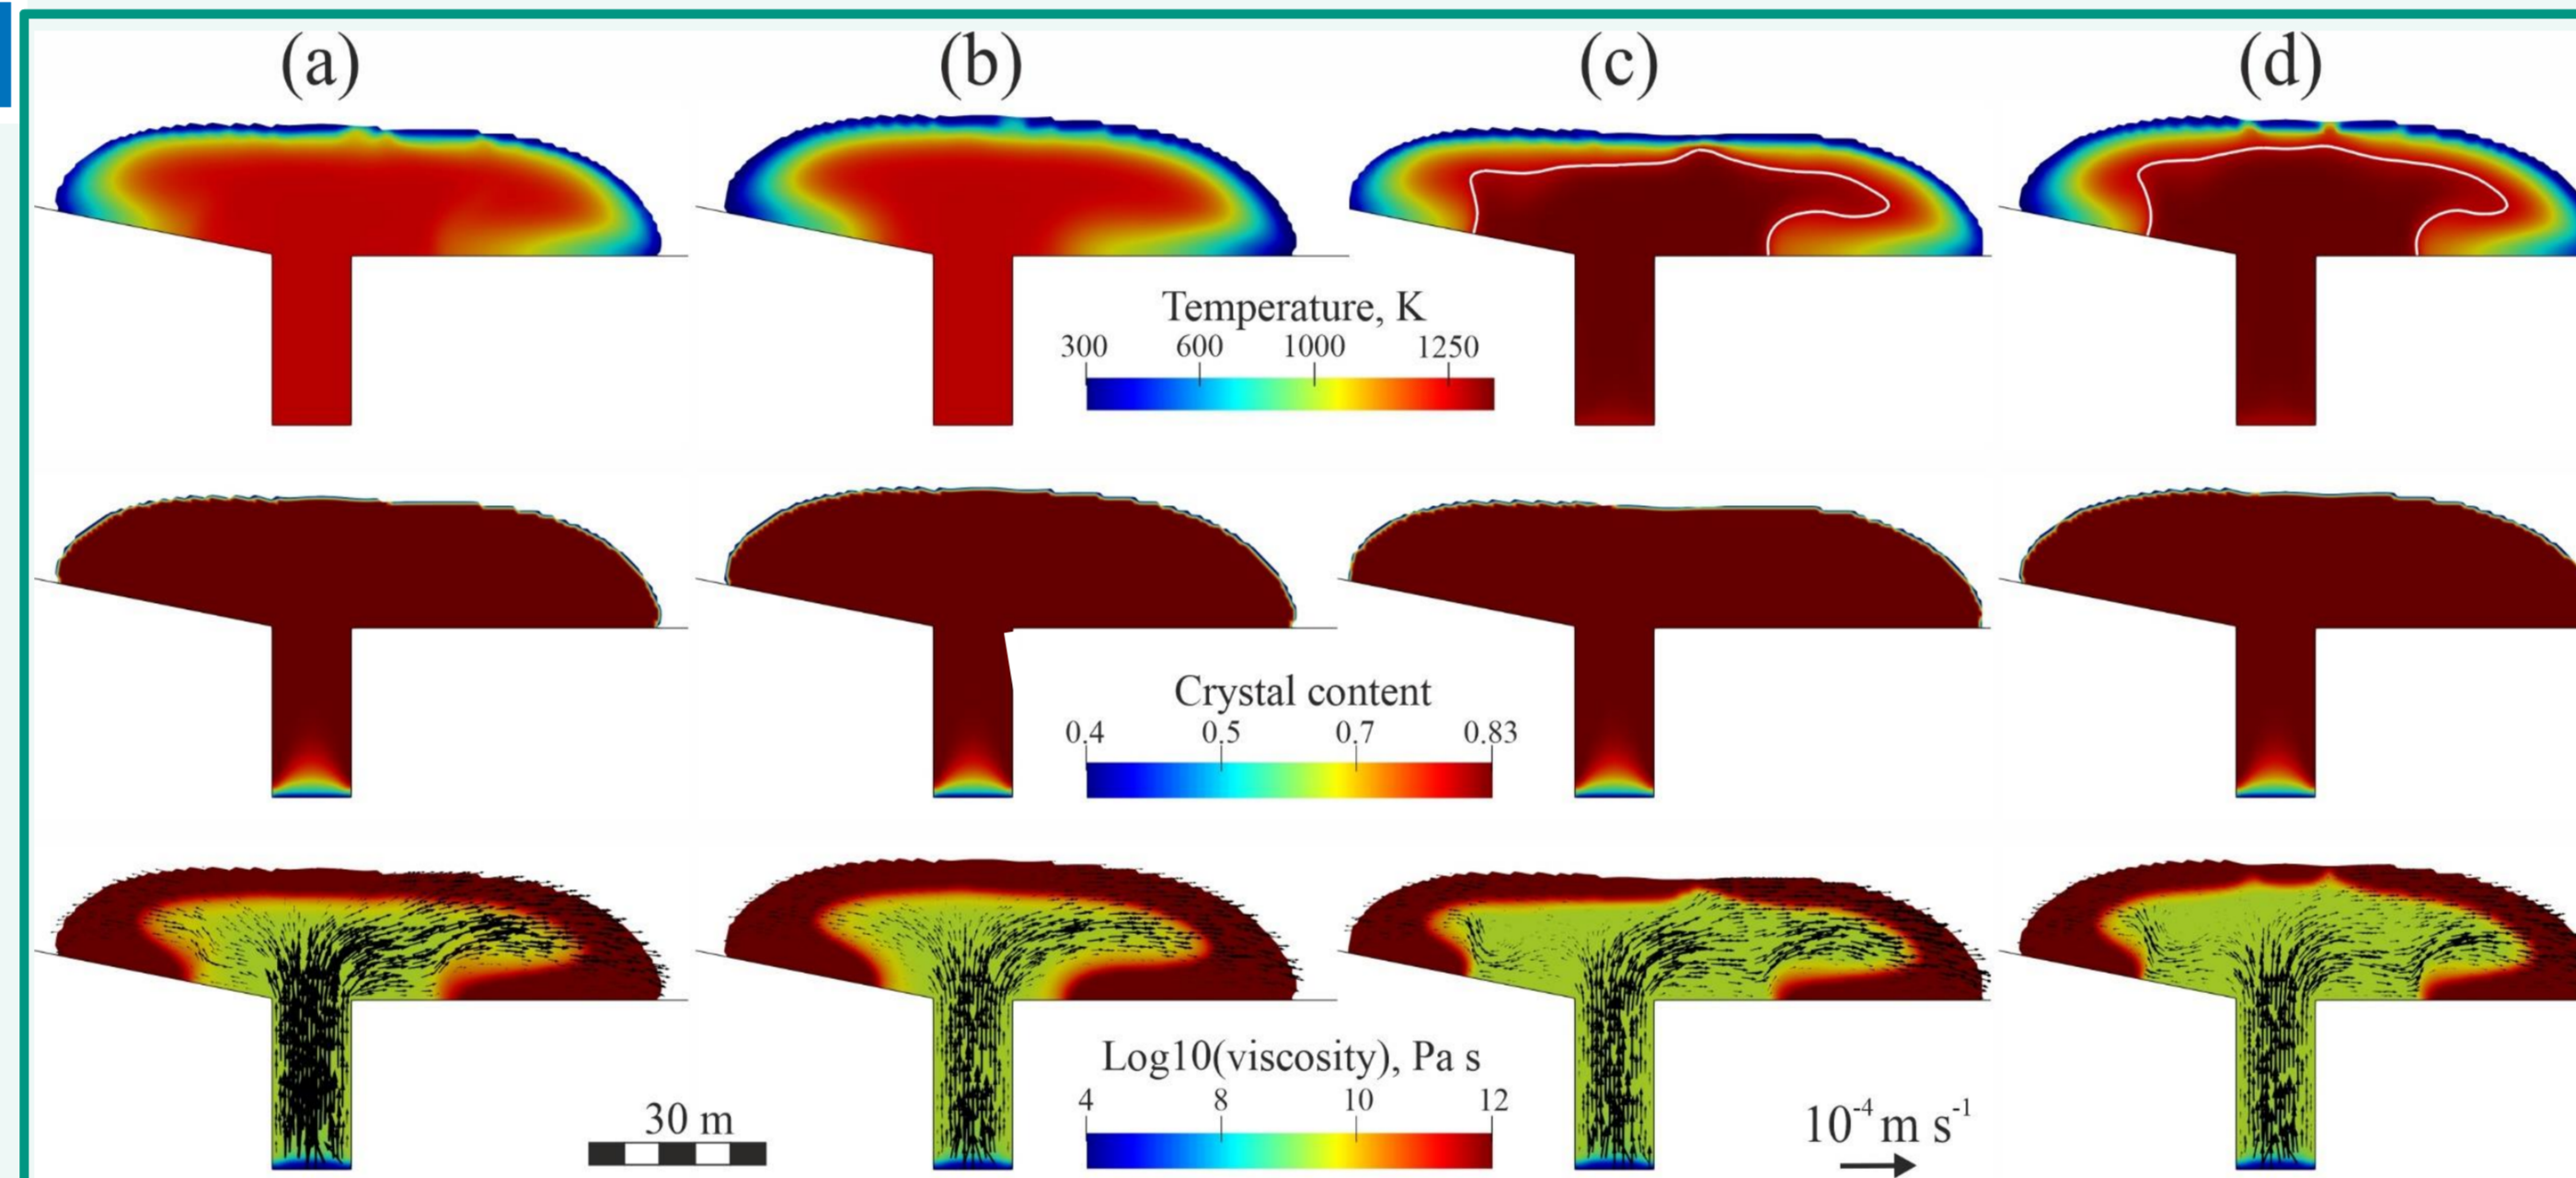 (a) (b) (c) (d)
Temperature, K
300 600 1000 1250
Crystal content
0.4 0.5 0.7 0.83
Log10(viscosity), Pa s
4 8 10 12
30 m
10⁻⁴ m s⁻¹